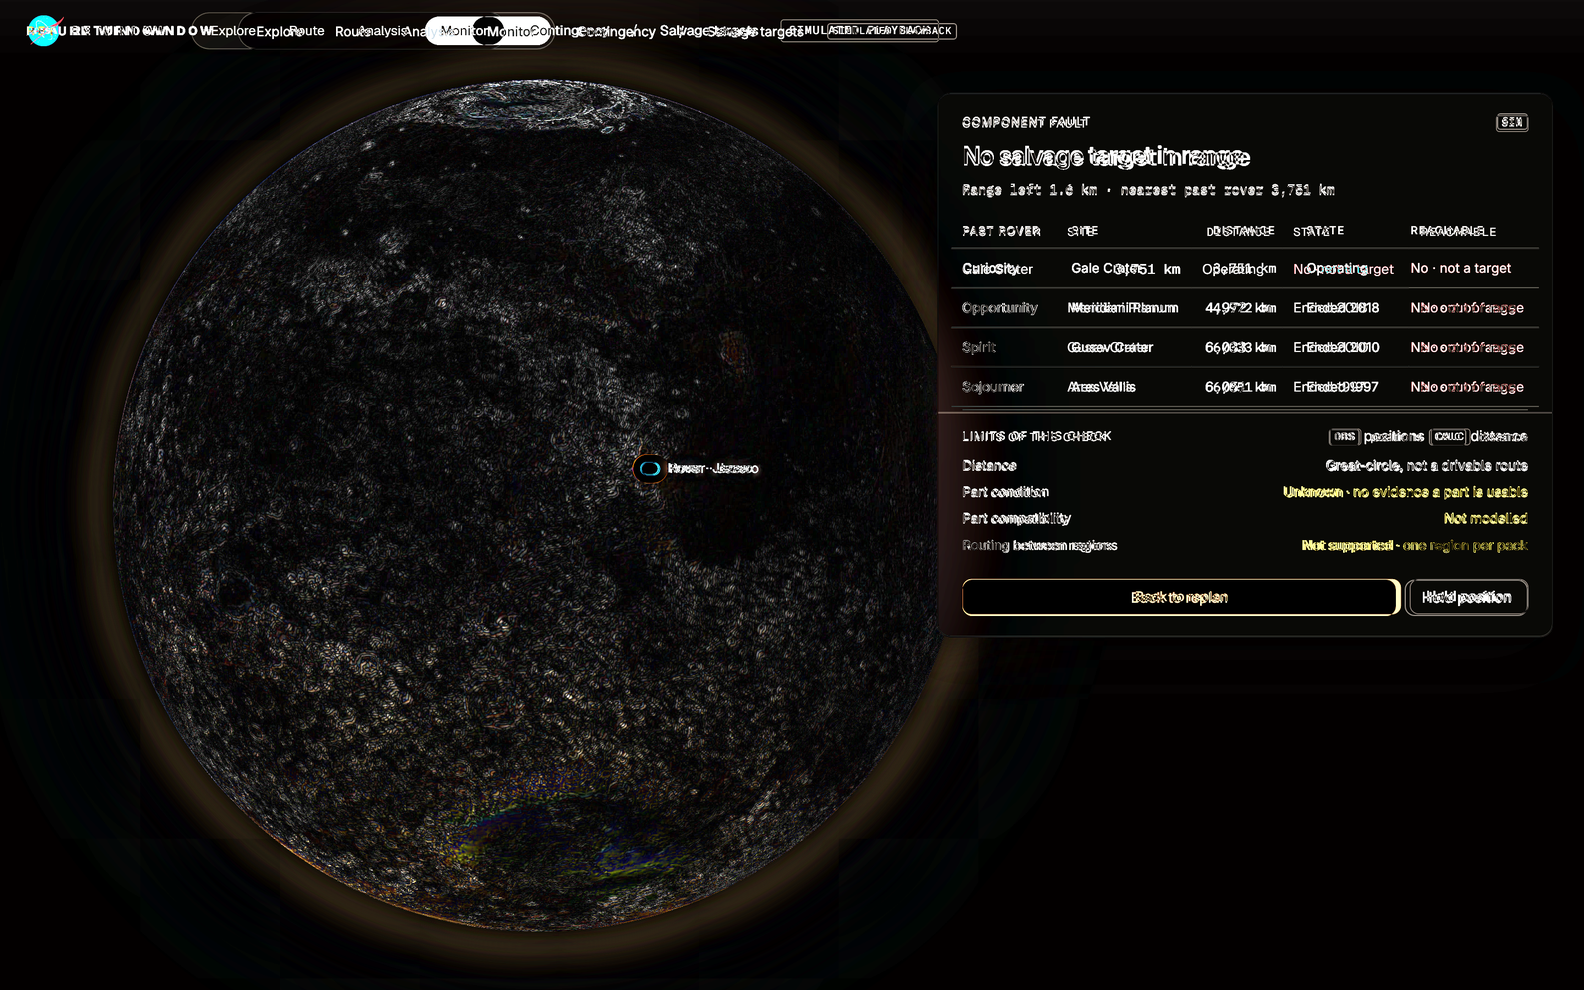 Explore Route Analysis Monitor Contingency Salvage targets
COMPONENT FAULT SIM
No salvage target in range
Range left 1.6 km · nearest past rover 3,751 km
PAST ROVER SITE DISTANCE STATE REACHABLE
Curiosity Gale Crater 3,751 km Operating No · not a target
Opportunity Meridiani Planum Ended 2018 No · out of range
Spirit Gusev Crater Ended 2010 No · out of range
Sojourner Ares Vallis Ended 1997 No · out of range
LIMITS OF THIS CHECK positions CALC distance
Rover · Jezero
Distance Great-circle, not a drivable route
Part condition Unknown · no evidence a part is usable
Part compatibility Not modelled
Routing between regions Not supported · one region per pack
Back to replan Hold position